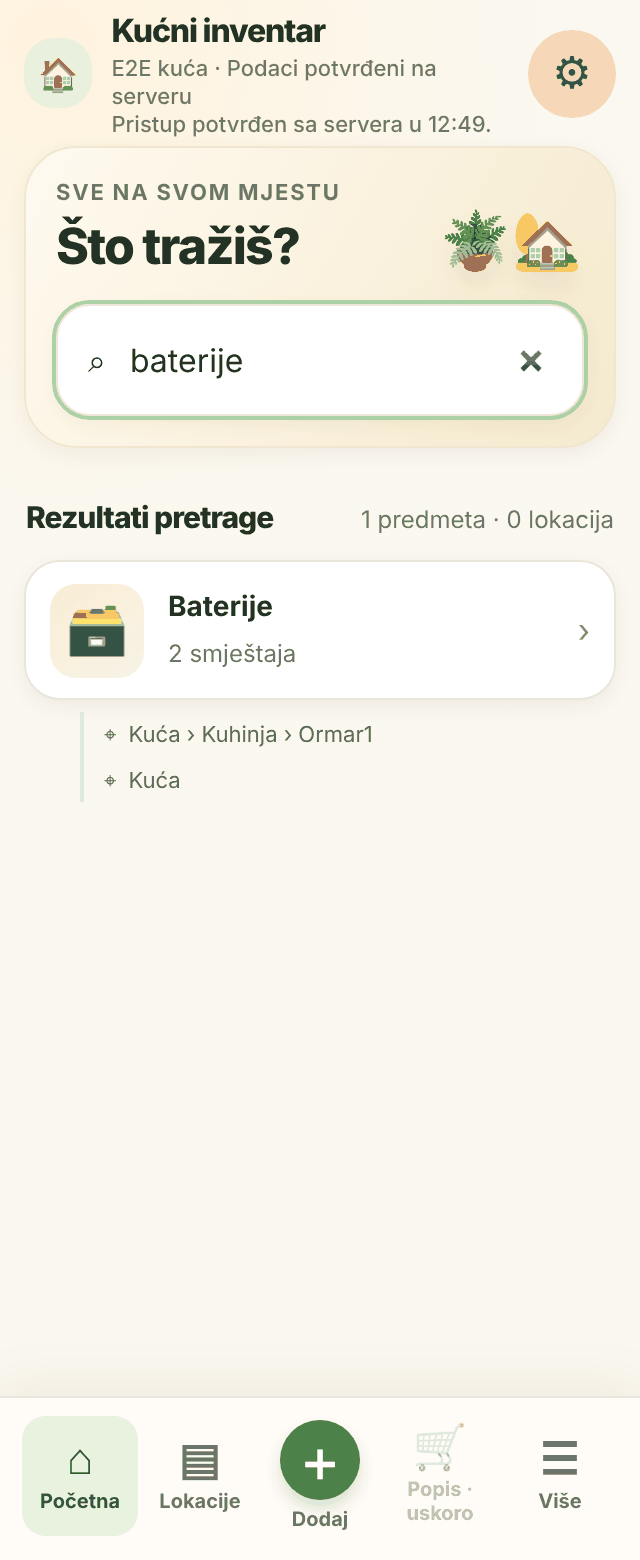 Kućni inventar
E2E kuća · Podaci potvrđeni na
serveru
Pristup potvrđen sa servera u 12:49.
SVE NA SVOM MJESTU
Što tražiš?
baterije
Rezultati pretrage
1 predmeta · 0 lokacija
Baterije
2 smještaja
Kuća › Kuhinja › Ormar1
Kuća
Početna
Lokacije
Dodaj
Popis ·
uskoro
Više